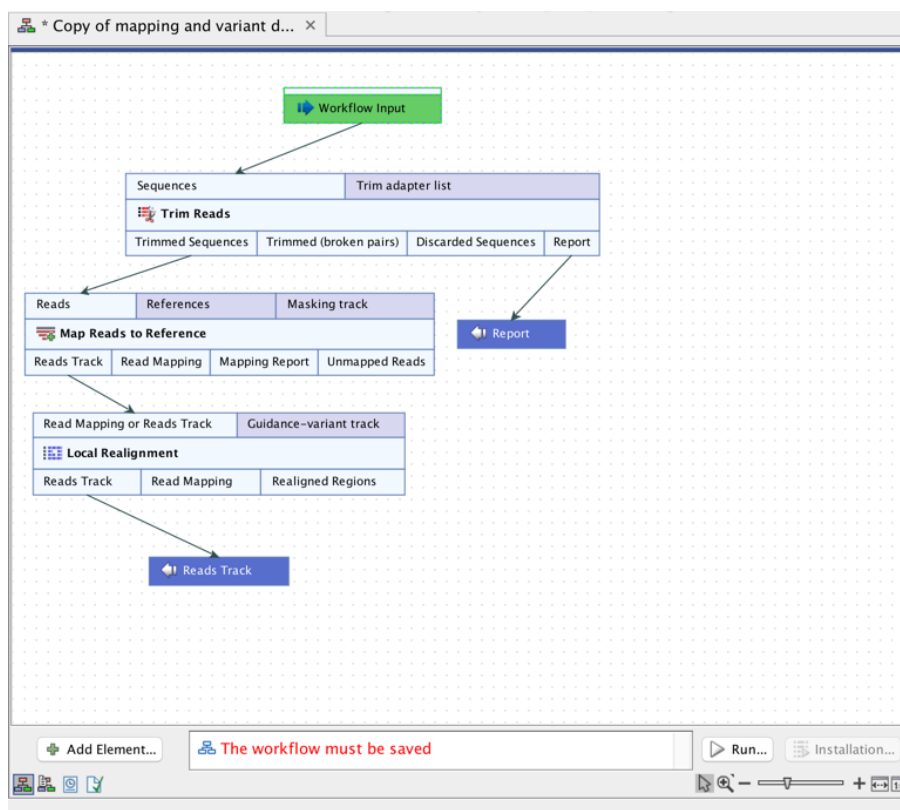 * Copy of mapping and variant d... ×
Workflow Input
Sequences Trim adapter list
Trim Reads
Trimmed Sequences Trimmed (broken pairs) Discarded Sequences Report
Reads References Masking track
Map Reads to Reference
Reads Track Read Mapping Mapping Report Unmapped Reads
Report
Read Mapping or Reads Track Guidance-variant track
Local Realignment
Reads Track Read Mapping Realigned Regions
Reads Track
Add Element... The workflow must be saved Run... Installation...